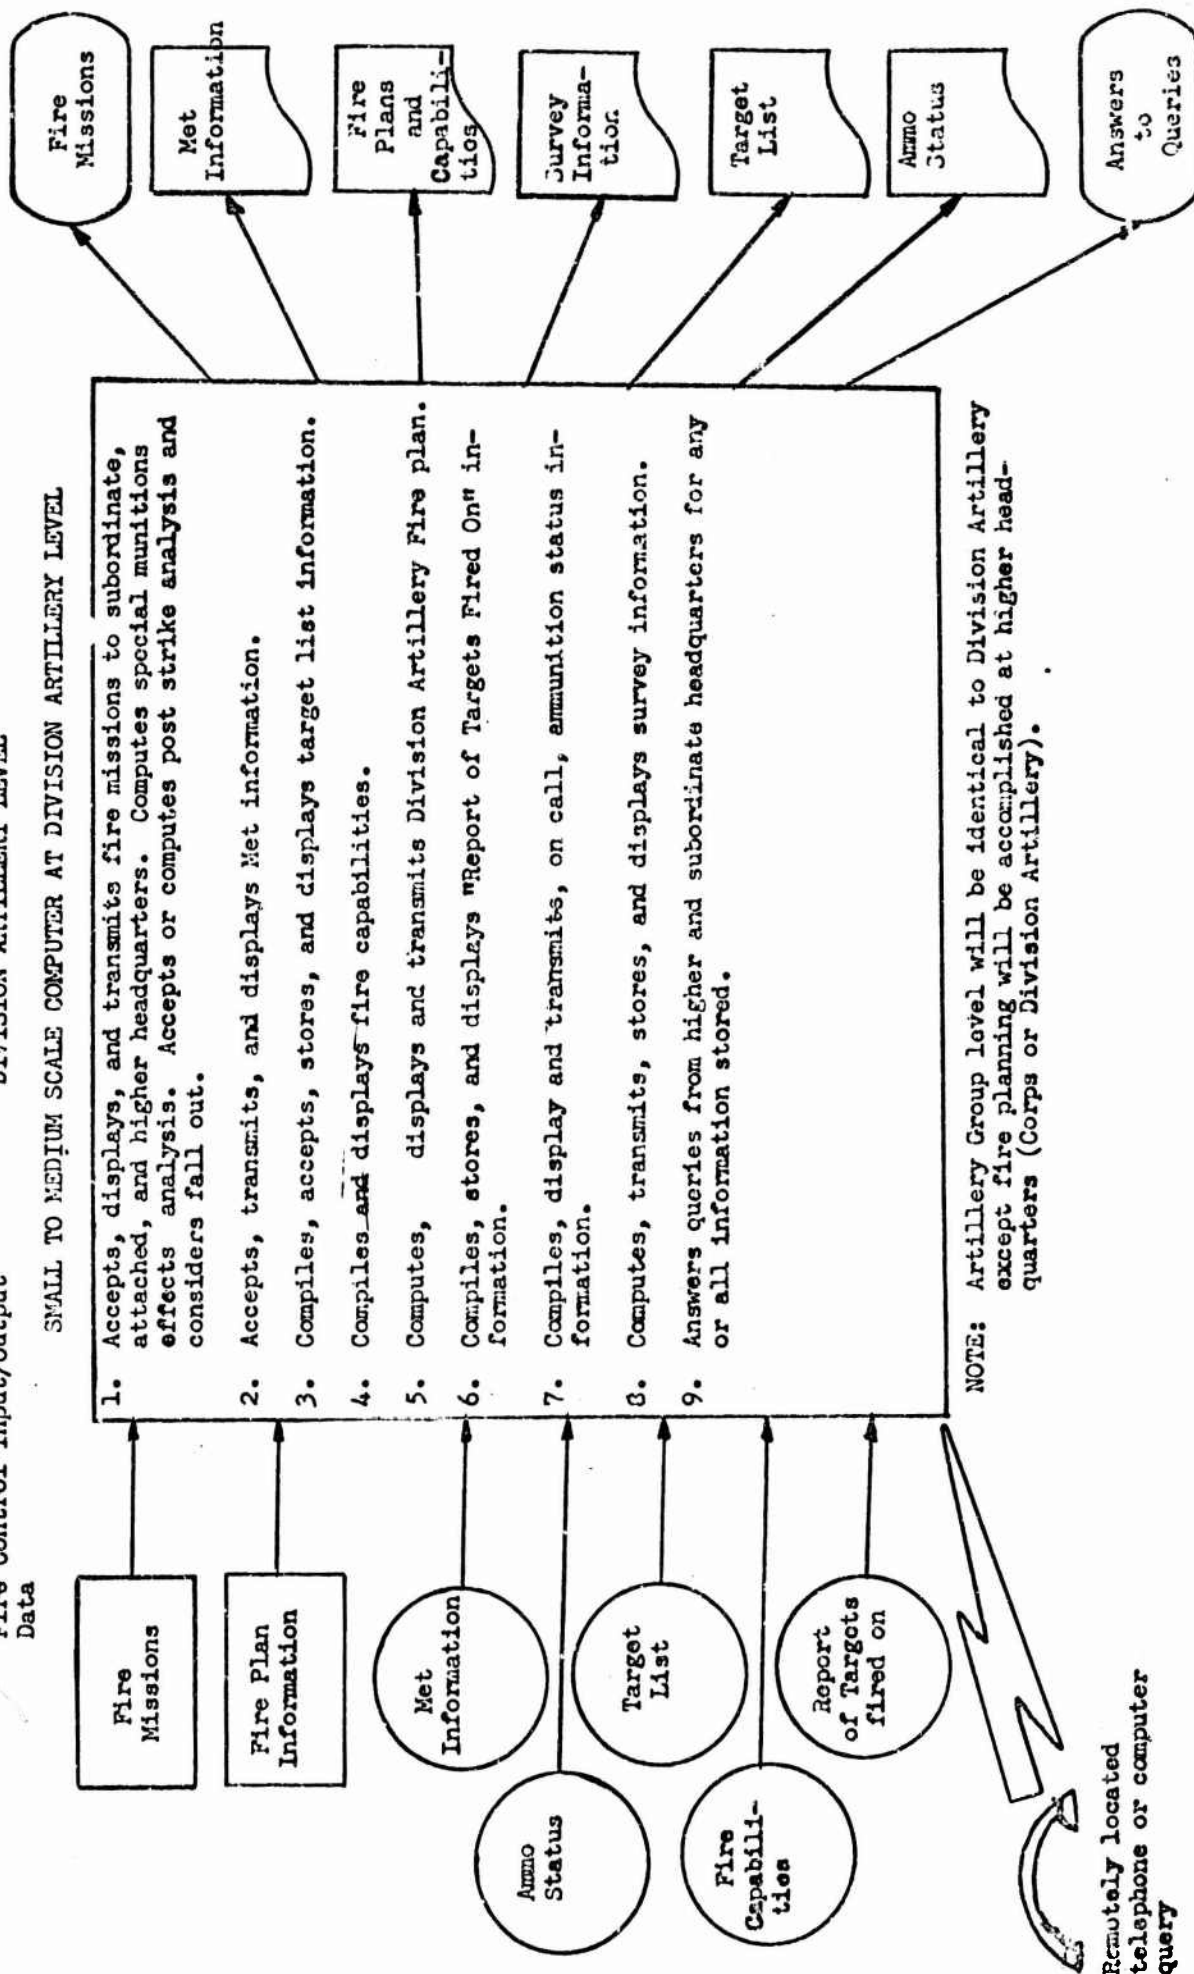 Fire Control Input/Output
Data
DIVISION ARTILLERY LEVEL
SMALL TO MEDIUM SCALE COMPUTER AT DIVISION ARTILLERY LEVEL
Fire
Missions
Fire Plan
Information
Met
Information
Ammo
Status
Target
List
Fire
Capabili-
ties
Report
of Targets
fired on
Remotely located
telephone or computer
query
1. Accepts, displays, and transmits fire missions to subordinate,
attached, and higher headquarters. Computes special munitions
effects analysis. Accepts or computes post strike analysis and
considers fall out.
2. Accepts, transmits, and displays Met information.
3. Compiles, accepts, stores, and displays target list information.
4. Compiles and displays fire capabilities.
5. Computes, displays and transmits Division Artillery Fire plan.
6. Compiles, stores, and displays "Report of Targets Fired On" in-
formation.
7. Compiles, display and transmits, on call, ammunition status in-
formation.
8. Computes, transmits, stores, and displays survey information.
9. Answers queries from higher and subordinate headquarters for any
or all information stored.
NOTE: Artillery Group level will be identical to Division Artillery
except fire planning will be accomplished at higher head-
quarters (Corps or Division Artillery).
Fire
Missions
Met
Information
Fire
Plans
and
Capabili-
ties
Survey
Informa-
tion
Target
List
Ammo
Status
Answers
to
Queries